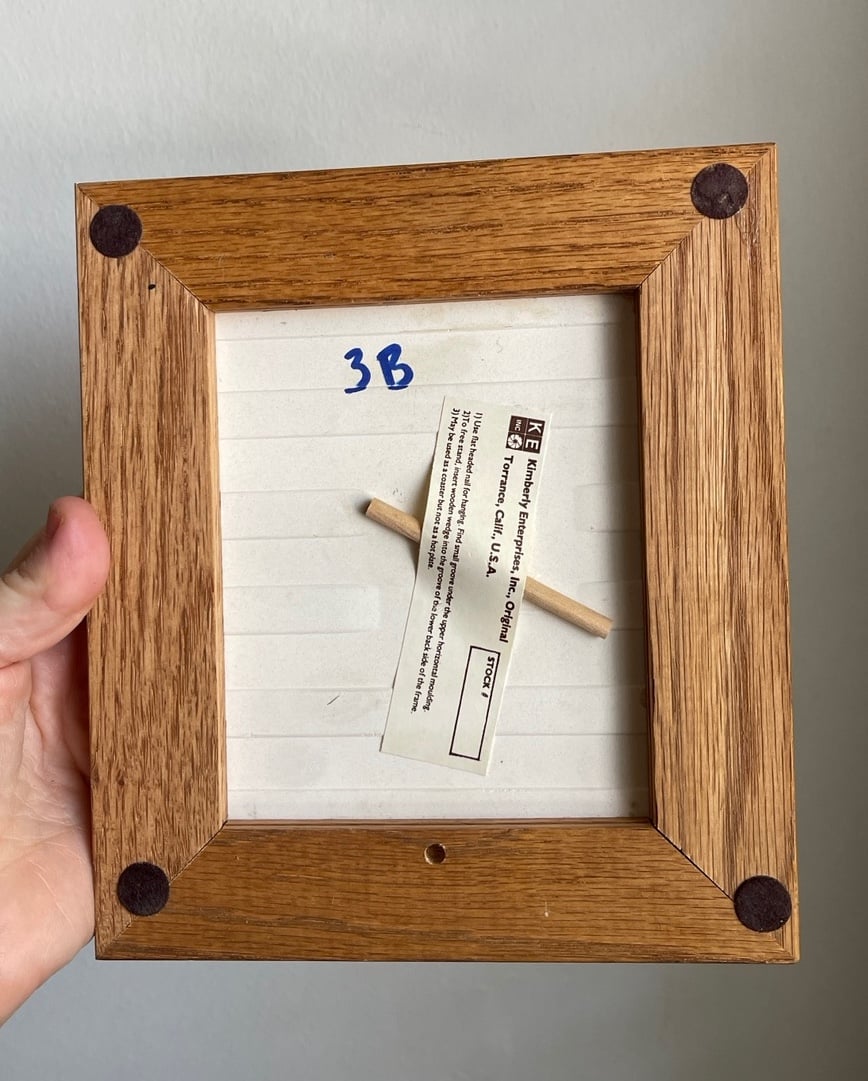 3B
KE
INC
Kimberly Enterprises, Inc., Original
Torrance, Calif., U.S.A.
STOCK #
1) Use flat headed nail for hanging. Find small groove under the upper horizontal moulding.
2) To free stand, insert wooden wedge into the groove of the lower back side of the frame.
3) May be used as a coaster but not as a hot plate.